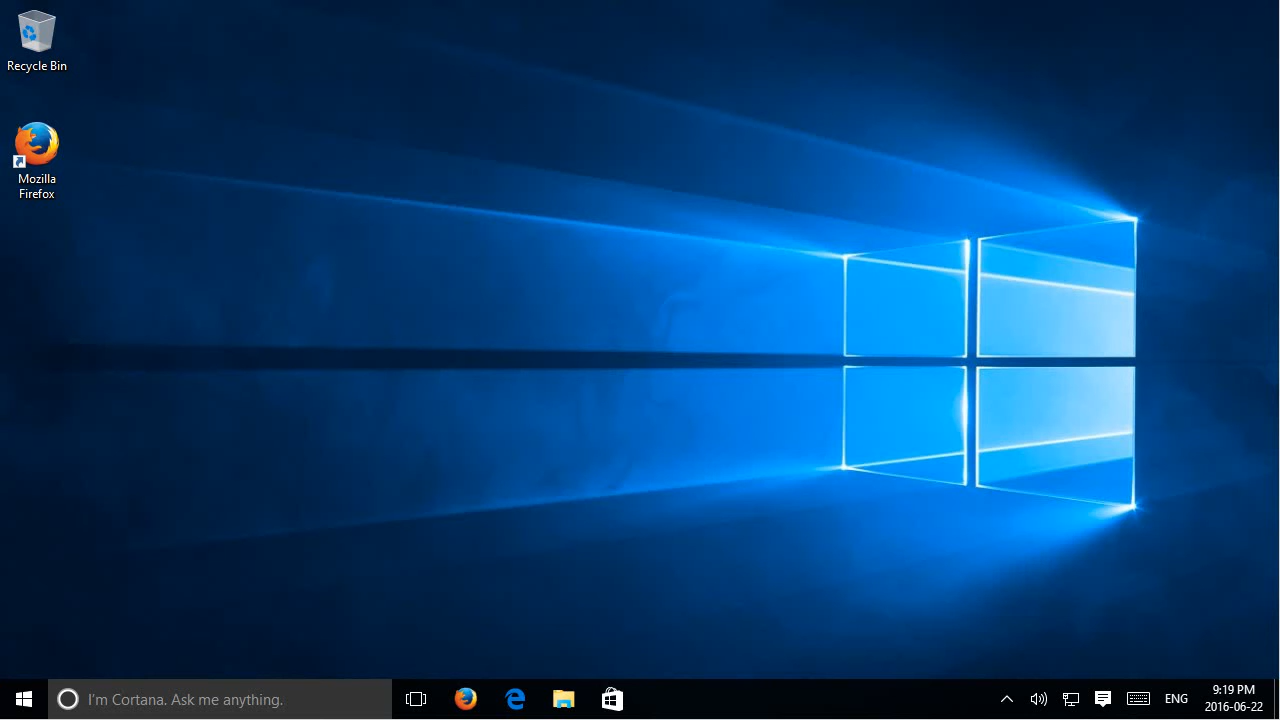 Recycle Bin
Mozilla
Firefox
I'm Cortana. Ask me anything.
ENG
9:19 PM
2016-06-22